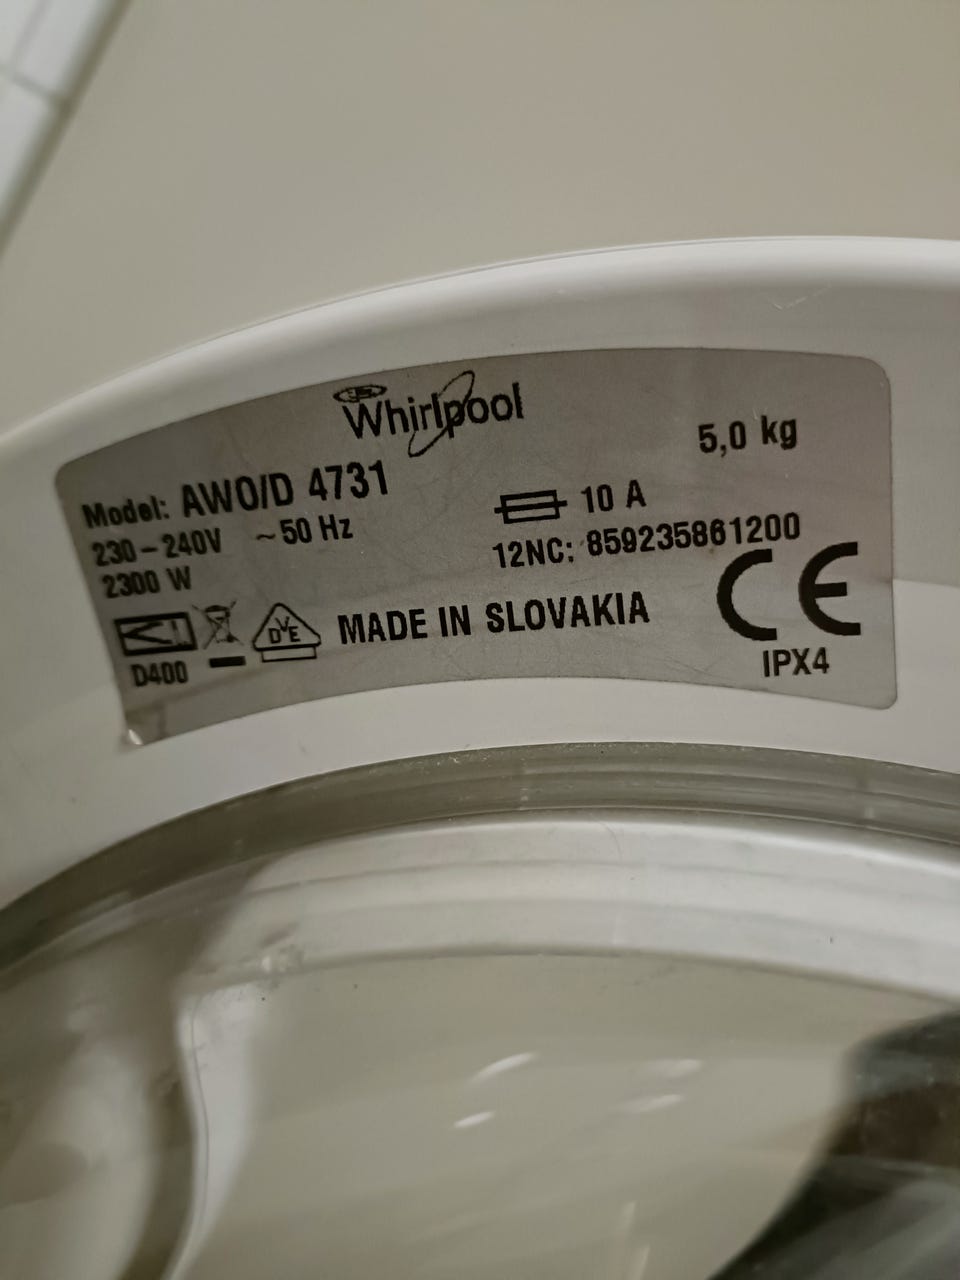 Whirlpool
5,0 kg
Model: AWO/D 4731
230-240V ~50 Hz
10 A
2300 W
12NC: 859235861200
D400
DVE
MADE IN SLOVAKIA
CE
IPX4